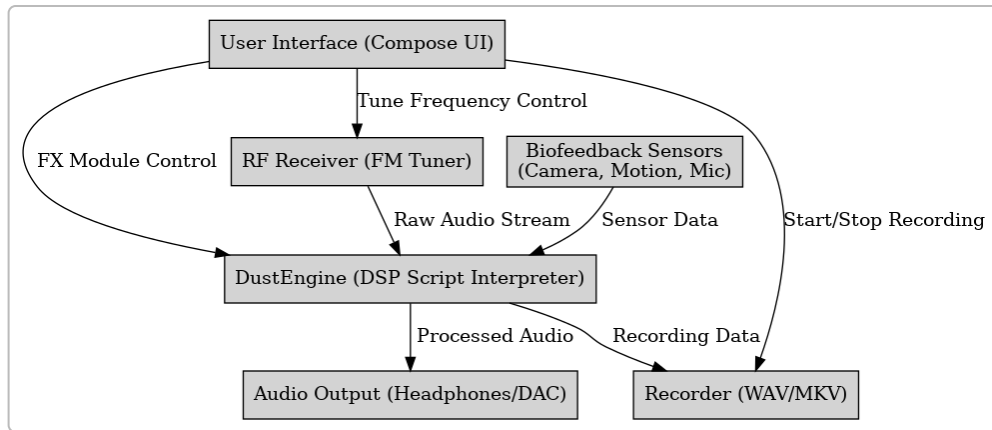 User Interface (Compose UI)
Tune Frequency Control
FX Module Control
RF Receiver (FM Tuner)
Biofeedback Sensors
(Camera, Motion, Mic)
Raw Audio Stream
Sensor Data
Start/Stop Recording
DustEngine (DSP Script Interpreter)
Processed Audio
Recording Data
Audio Output (Headphones/DAC)
Recorder (WAV/MKV)